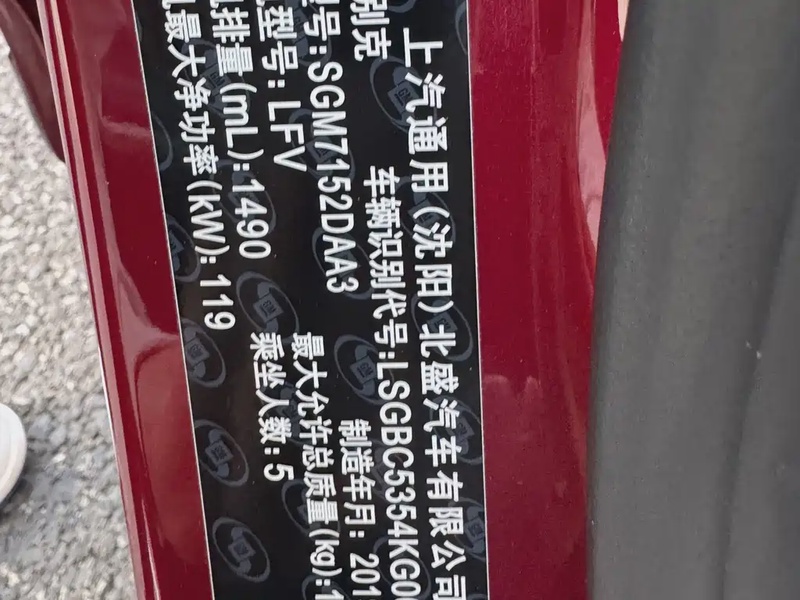 上汽通用(沈阳)北盛汽车有限公司
别克 车辆识别代号:LSGBC5354KG0
号:SGM7152DAA3 制造年月: 201
型号: LFV 最大允许总质量(kg):1
排量(mL):1490 乘坐人数: 5
最大净功率(kW): 119